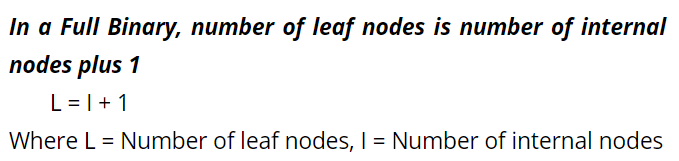 In a Full Binary, number of leaf nodes is number of internal
nodes plus 1
L = I + 1
Where L = Number of leaf nodes, I = Number of internal nodes